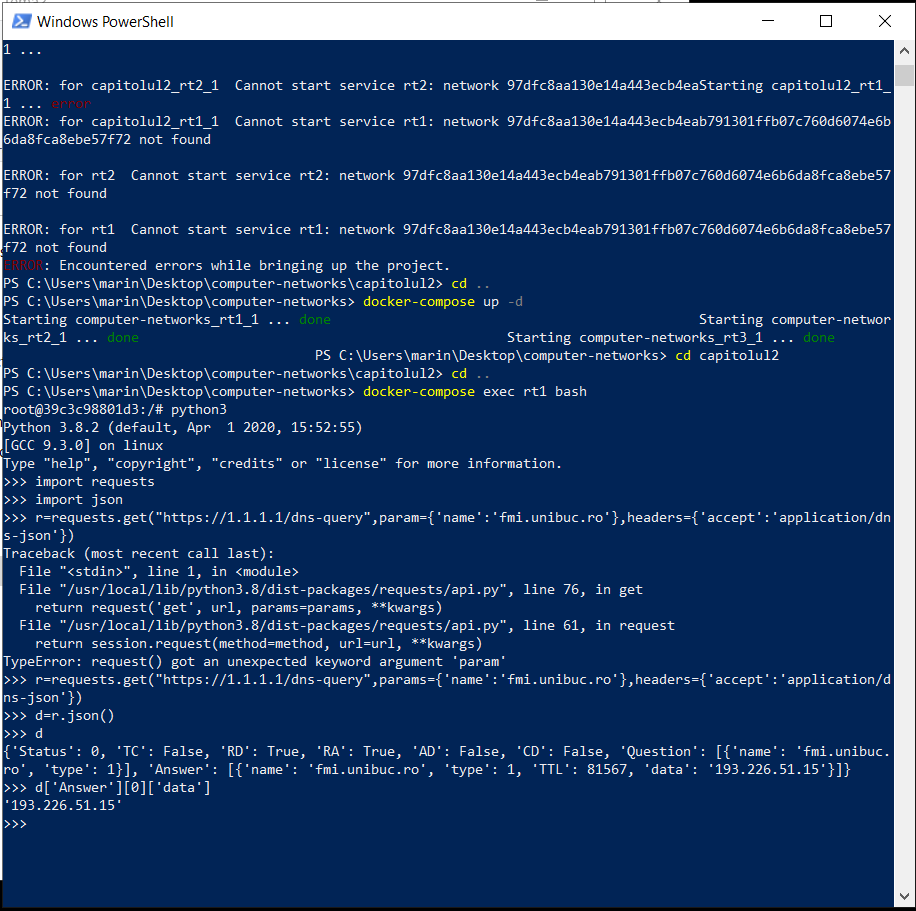 Windows PowerShell
1 ...
ERROR: for capitolul2_rt2_1  Cannot start service rt2: network 97dfc8aa130e14a443ecb4eaStarting capitolul2_rt1_
1 ... error
ERROR: for capitolul2_rt1_1  Cannot start service rt1: network 97dfc8aa130e14a443ecb4eab791301ffb07c760d6074e6b
6da8fca8ebe57f72 not found
ERROR: for rt2  Cannot start service rt2: network 97dfc8aa130e14a443ecb4eab791301ffb07c760d6074e6b6da8fca8ebe57
f72 not found
ERROR: for rt1  Cannot start service rt1: network 97dfc8aa130e14a443ecb4eab791301ffb07c760d6074e6b6da8fca8ebe57
f72 not found
ERROR: Encountered errors while bringing up the project.
PS C:\Users\marin\Desktop\computer-networks\capitolul2> cd ..
PS C:\Users\marin\Desktop\computer-networks> docker-compose up -d
Starting computer-networks_rt1_1 ... done                                              Starting computer-networ
ks_rt2_1 ... done                                              Starting computer-networks_rt3_1 ... done
PS C:\Users\marin\Desktop\computer-networks> cd capitolul2
PS C:\Users\marin\Desktop\computer-networks\capitolul2> cd ..
PS C:\Users\marin\Desktop\computer-networks> docker-compose exec rt1 bash
root@39c3c98801d3:/# python3
Python 3.8.2 (default, Apr  1 2020, 15:52:55)
[GCC 9.3.0] on linux
Type "help", "copyright", "credits" or "license" for more information.
>>> import requests
>>> import json
>>> r=requests.get("https://1.1.1.1/dns-query",param={'name':'fmi.unibuc.ro'},headers={'accept':'application/dn
s-json'})
Traceback (most recent call last):
  File "<stdin>", line 1, in <module>
  File "/usr/local/lib/python3.8/dist-packages/requests/api.py", line 76, in get
    return request('get', url, params=params, **kwargs)
  File "/usr/local/lib/python3.8/dist-packages/requests/api.py", line 61, in request
    return session.request(method=method, url=url, **kwargs)
TypeError: request() got an unexpected keyword argument 'param'
>>> r=requests.get("https://1.1.1.1/dns-query",params={'name':'fmi.unibuc.ro'},headers={'accept':'application/d
ns-json'})
>>> d=r.json()
>>> d
{'Status': 0, 'TC': False, 'RD': True, 'RA': True, 'AD': False, 'CD': False, 'Question': [{'name': 'fmi.unibuc.
ro', 'type': 1}], 'Answer': [{'name': 'fmi.unibuc.ro', 'type': 1, 'TTL': 81567, 'data': '193.226.51.15'}]}
>>> d['Answer'][0]['data']
'193.226.51.15'
>>>